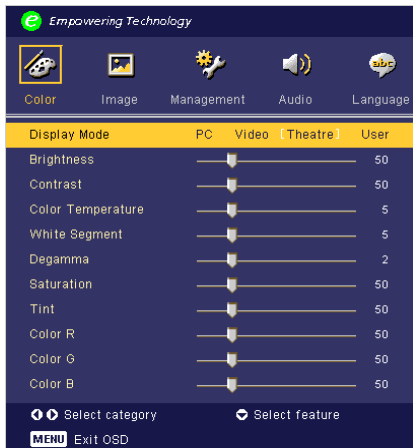 e Empowering Technology
abc
Color Image Management Audio Language
Display Mode PC Video [Theatre] User
Brightness 50
Contrast 50
Color Temperature 5
White Segment 5
Degamma 2
Saturation 50
Tint 50
Color R 50
Color G 50
Color B 50
Select category Select feature
MENU Exit OSD